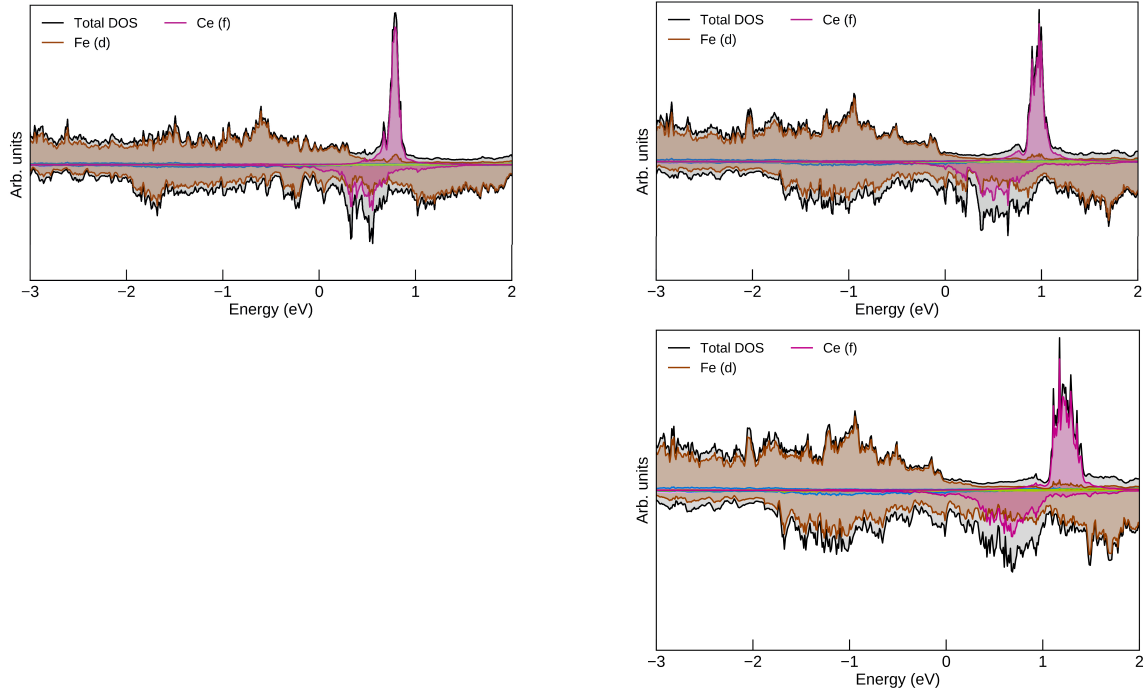 Total DOS
Ce (f)
Fe (d)
Arb. units
−3
−2
−1
0
1
2
Energy (eV)
Total DOS
Ce (f)
Fe (d)
Arb. units
−3
−2
−1
0
1
2
Energy (eV)
Total DOS
Ce (f)
Fe (d)
Arb. units
−3
−2
−1
0
1
2
Energy (eV)